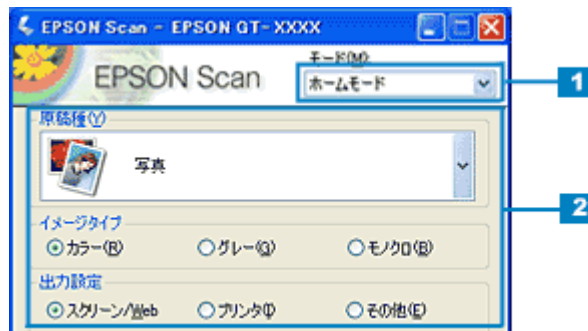 EPSON Scan - EPSON GT-XXXX
EPSON Scan
モード(M):
ホームモード
1
原稿種(Y)
写真
2
イメージタイプ
カラー(R)
グレー(G)
モノクロ(B)
出力設定
スクリーン/Web
プリンタ(I)
その他(E)